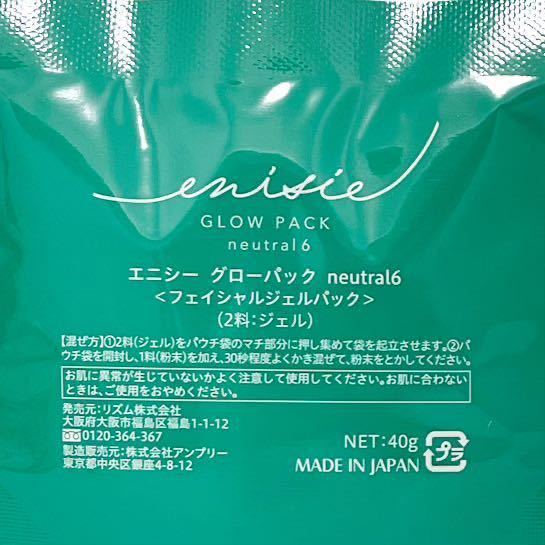 enisie
GLOW PACK
neutral6
エニシー グローパック neutral6
<フェイシャルジェルパック>
(2料:ジェル)
【混ぜ方】①2料(ジェル)をパウチ袋のマチ部分に押し集めて袋を起立させます。②パ
ウチ袋を開封し、1料(粉末)を加え、30秒程度よくかき混ぜて、粉末をとかしてください。
お肌に異常が生じていないかよく注意して使用してください。お肌に合わない
ときは、ご使用をおやめください。
発売元:リズム株式会社
大阪府大阪市福島区福島1-1-12
0120-364-367
製造販売元:株式会社アンプリー
東京都中央区銀座4-8-12
NET:40g
MADE IN JAPAN
プラ